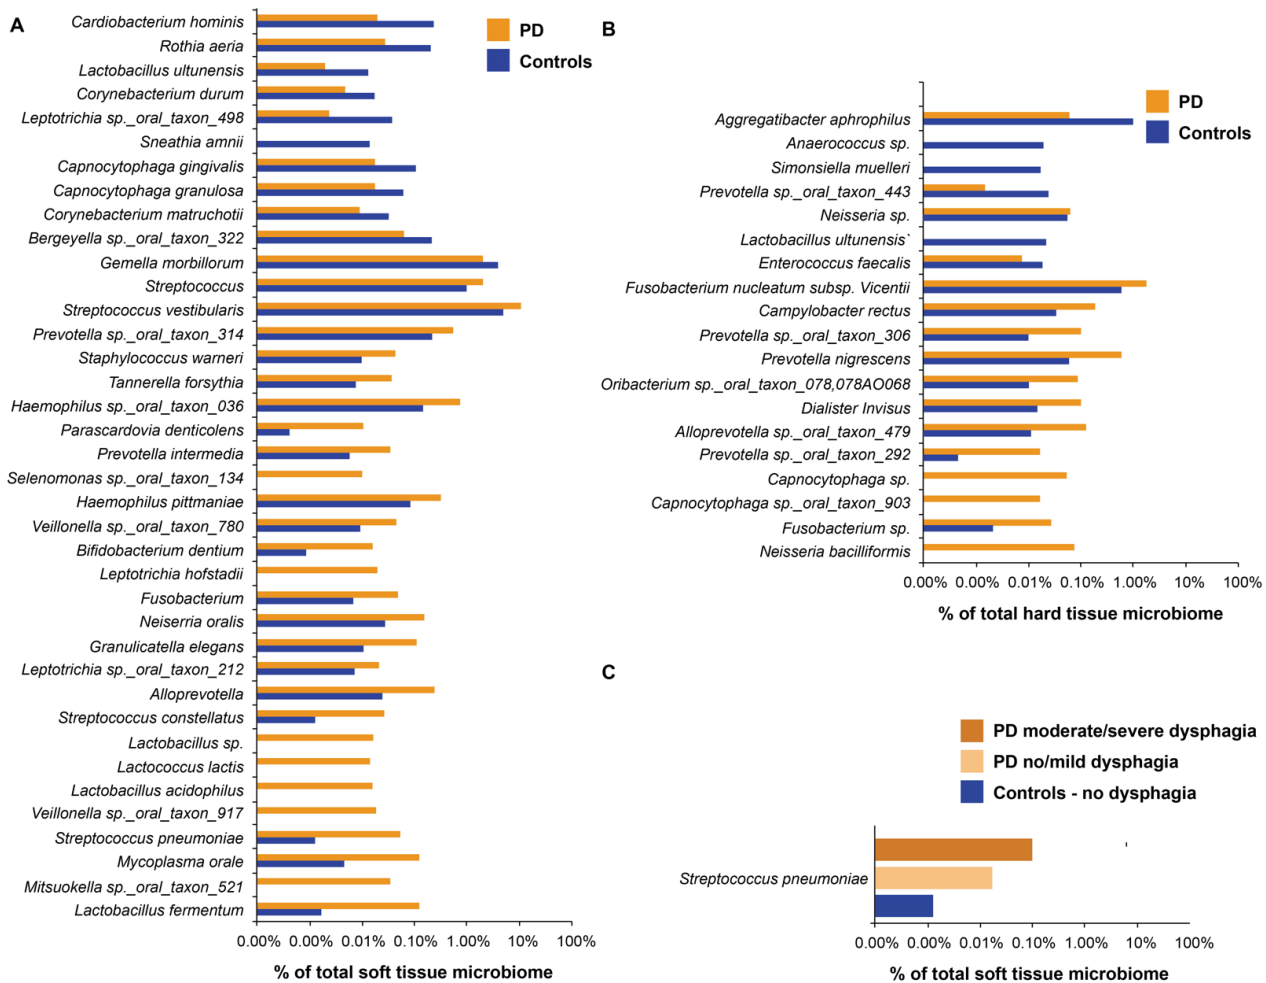 A
PD
Controls
Cardiobacterium hominis
Rothia aeria
Lactobacillus ultunensis
Corynebacterium durum
Leptotrichia sp._oral_taxon_498
Sneathia amnii
Capnocytophaga gingivalis
Capnocytophaga granulosa
Corynebacterium matruchotii
Bergeyella sp._oral_taxon_322
Gemella morbillorum
Streptococcus
Streptococcus vestibularis
Prevotella sp._oral_taxon_314
Staphylococcus warneri
Tannerella forsythia
Haemophilus sp._oral_taxon_036
Parascardovia denticolens
Prevotella intermedia
Selenomonas sp._oral_taxon_134
Haemophilus pittmaniae
Veillonella sp._oral_taxon_780
Bifidobacterium dentium
Leptotrichia hofstadii
Fusobacterium
Neiserria oralis
Granulicatella elegans
Leptotrichia sp._oral_taxon_212
Alloprevotella
Streptococcus constellatus
Lactobacillus sp.
Lactococcus lactis
Lactobacillus acidophilus
Veillonella sp._oral_taxon_917
Streptococcus pneumoniae
Mycoplasma orale
Mitsuokella sp._oral_taxon_521
Lactobacillus fermentum
0.00% 0.00% 0.01% 0.10% 1.00% 10% 100%
% of total soft tissue microbiome
B
PD
Controls
Aggregatibacter aphrophilus
Anaerococcus sp.
Simonsiella muelleri
Prevotella sp._oral_taxon_443
Neisseria sp.
Lactobacillus ultunensis`
Enterococcus faecalis
Fusobacterium nucleatum subsp. Vicentii
Campylobacter rectus
Prevotella sp._oral_taxon_306
Prevotella nigrescens
Oribacterium sp._oral_taxon_078,078AO068
Dialister Invisus
Alloprevotella sp._oral_taxon_479
Prevotella sp._oral_taxon_292
Capnocytophaga sp.
Capnocytophaga sp._oral_taxon_903
Fusobacterium sp.
Neisseria bacilliformis
0.00% 0.00% 0.01% 0.10% 1.00% 10% 100%
% of total hard tissue microbiome
C
PD moderate/severe dysphagia
PD no/mild dysphagia
Controls - no dysphagia
Streptococcus pneumoniae
0.00% 0.00% 0.01% 0.10% 1.00% 10% 100%
% of total soft tissue microbiome